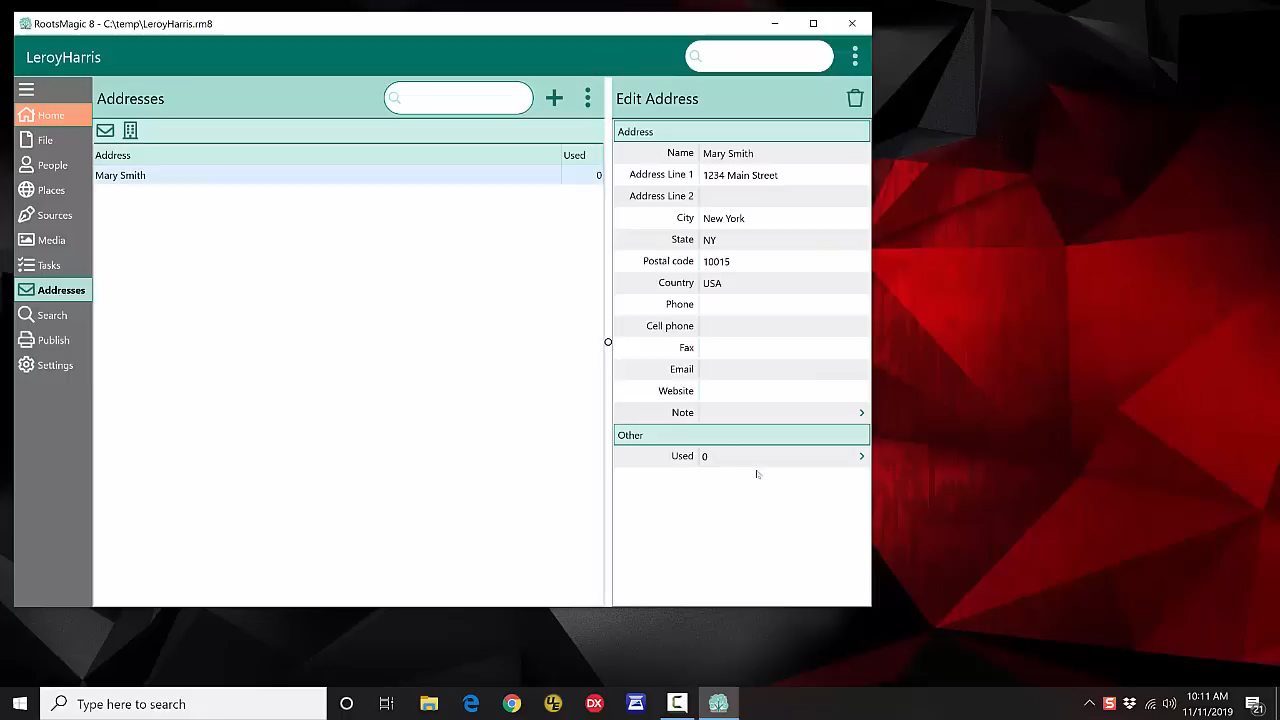 RootsMagic 8 - C:\temp\LeroyHarris.rm8
LeroyHarris
Home
File
People
Places
Sources
Media
Tasks
Addresses
Search
Publish
Settings
Addresses
Address Used
Mary Smith 0
Edit Address
Address
Name Mary Smith
Address Line 1 1234 Main Street
Address Line 2
City New York
State NY
Postal code 10015
Country USA
Phone
Cell phone
Fax
Email
Website
Note
Other
Used 0
Type here to search
UE
DX
S
10:11 AM
11/11/2019
21